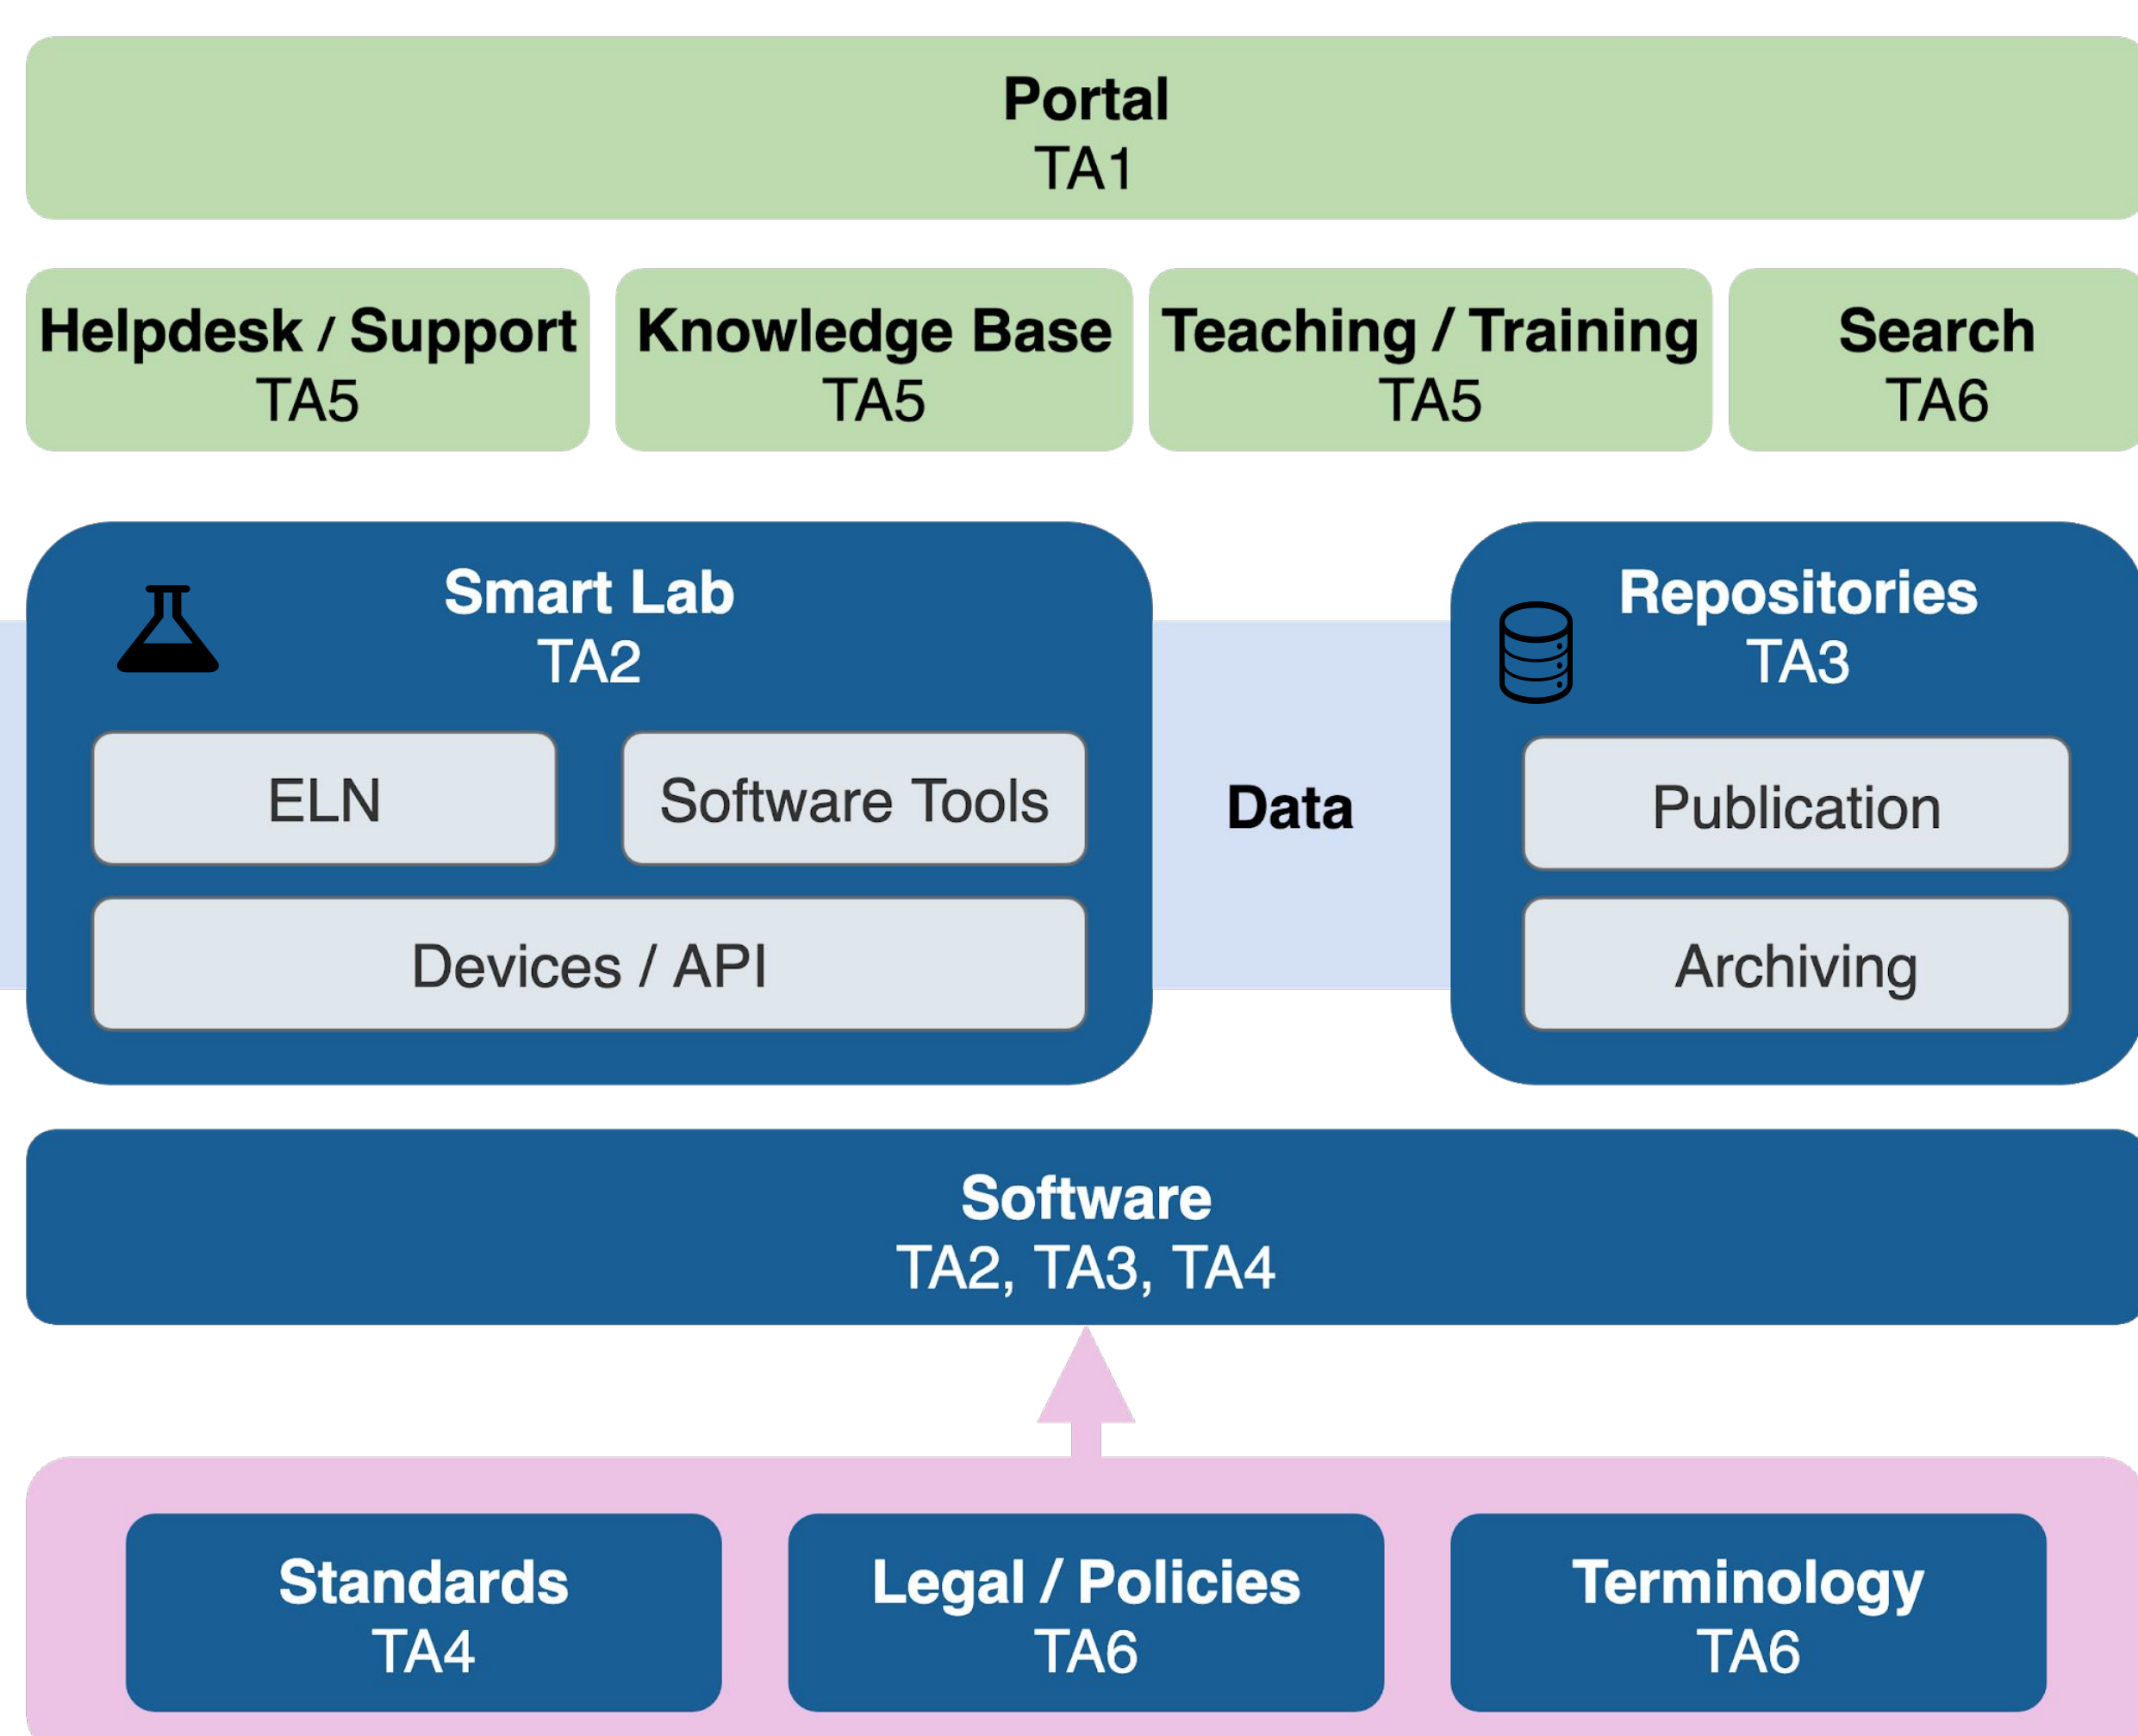 Portal
TA1
Helpdesk / Support
TA5
Knowledge Base
TA5
Teaching / Training
TA5
Search
TA6
Smart Lab
TA2
ELN
Software Tools
Devices / API
Data
Repositories
TA3
Publication
Archiving
Software
TA2, TA3, TA4
Standards
TA4
Legal / Policies
TA6
Terminology
TA6